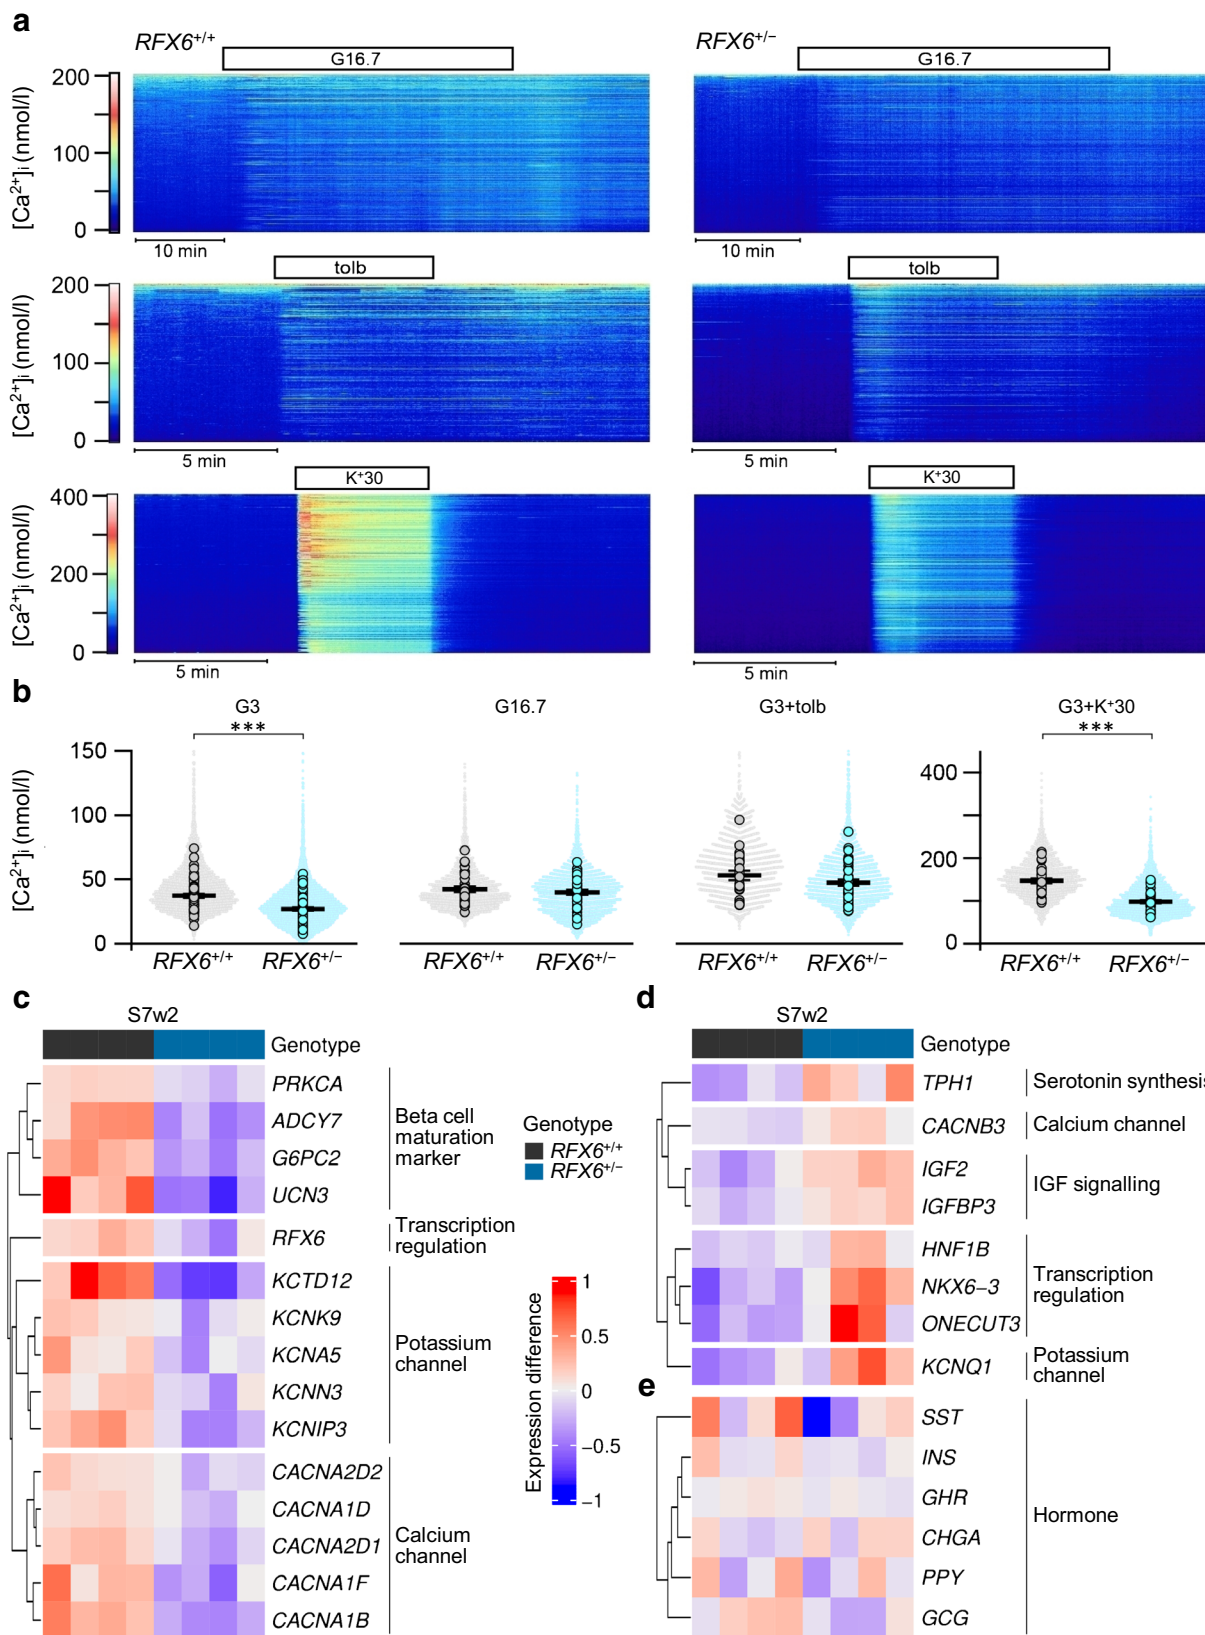 a
RFX6+/+
RFX6+/−
G16.7
G16.7
[Ca2+]i (nmol/l)
200
100
0
10 min
10 min
tolb
tolb
[Ca2+]i (nmol/l)
200
100
0
5 min
5 min
K+30
K+30
[Ca2+]i (nmol/l)
400
200
0
5 min
5 min
b
G3
G16.7
G3+tolb
G3+K+30
***
***
[Ca2+]i (nmol/l)
150
100
50
0
400
200
0
RFX6+/+
RFX6+/−
RFX6+/+
RFX6+/−
RFX6+/+
RFX6+/−
RFX6+/+
RFX6+/−
c
S7w2
Genotype
PRKCA
ADCY7
G6PC2
UCN3
Beta cell
maturation
marker
RFX6
Transcription
regulation
KCTD12
KCNK9
KCNA5
KCNN3
KCNIP3
Potassium
channel
CACNA2D2
CACNA1D
CACNA2D1
CACNA1F
CACNA1B
Calcium
channel
Genotype
RFX6+/+
RFX6+/−
Expression difference
1
0.5
0
−0.5
−1
d
S7w2
Genotype
TPH1
Serotonin synthesis
CACNB3
Calcium channel
IGF2
IGFBP3
IGF signalling
HNF1B
NKX6−3
ONECUT3
Transcription
regulation
KCNQ1
Potassium
channel
e
SST
INS
GHR
CHGA
PPY
GCG
Hormone